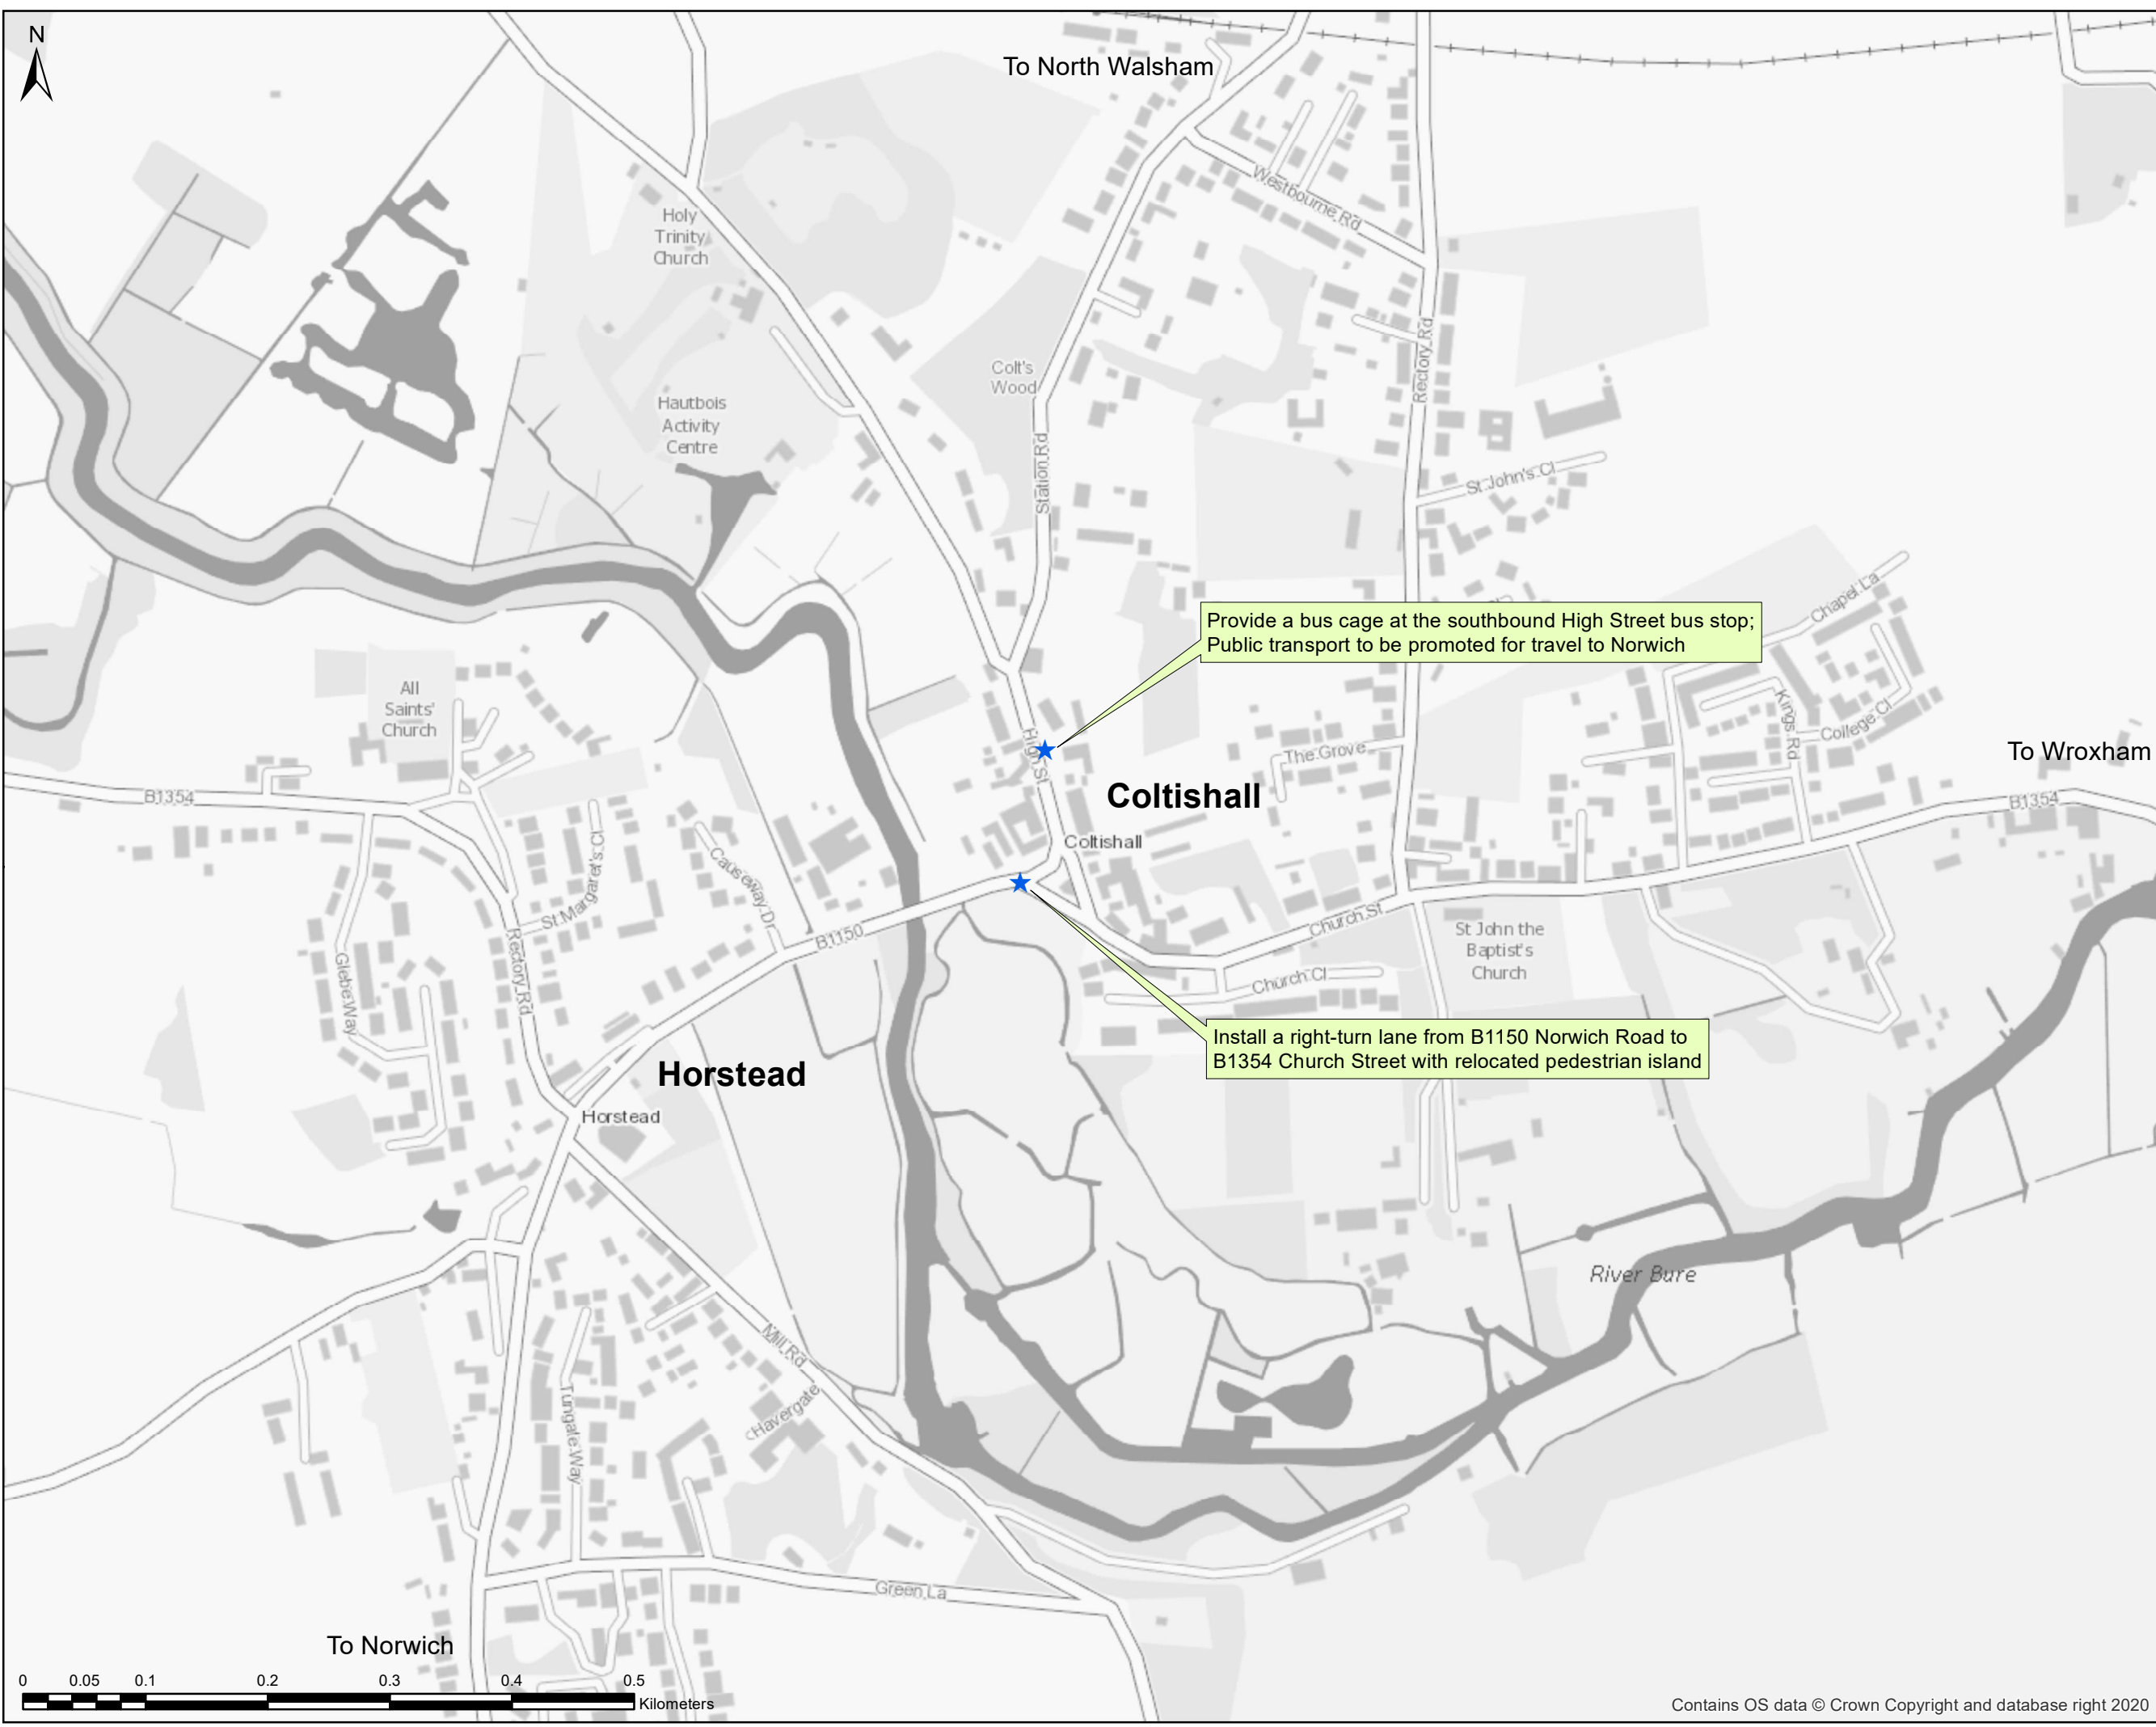 N
To North Walsham
Westbourne Rd
Holy
Trinity
Church
Colt's
Wood
Rectory Rd
Hautbois
Activity
Centre
Station Rd
St John's Cl
Chapel La
Provide a bus cage at the southbound High Street bus stop;
Public transport to be promoted for travel to Norwich
All
Saints'
Church
High St
The Grove
Kings Rd
College Cl
To Wroxham
B1354
Coltishall
B1354
Coltishall
St Margaret's Cl
Causeway Dr
B1150
Church St
St John the
Baptist's
Church
Glebe Way
Rectory Rd
Church Cl
Install a right-turn lane from B1150 Norwich Road to
B1354 Church Street with relocated pedestrian island
Horstead
Horstead
River Bure
Mill Rd
Havergate
Tungate Way
Green La
To Norwich
0 0.05 0.1 0.2 0.3 0.4 0.5
Kilometers
Contains OS data © Crown Copyright and database right 2020